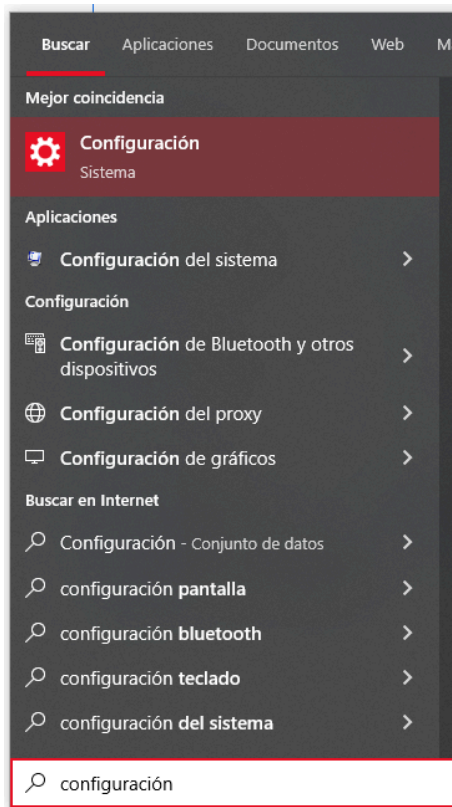 Buscar Aplicaciones Documentos Web M
Mejor coincidencia
Configuración
Sistema
Aplicaciones
Configuración del sistema
Configuración
Configuración de Bluetooth y otros
dispositivos
Configuración del proxy
Configuración de gráficos
Buscar en Internet
Configuración - Conjunto de datos
configuración pantalla
configuración bluetooth
configuración teclado
configuración del sistema
configuración